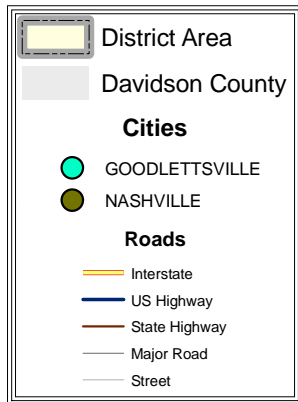 District Area
Davidson County
Cities
GOODLETTSVILLE
NASHVILLE
Roads
Interstate
US Highway
State Highway
Major Road
Street